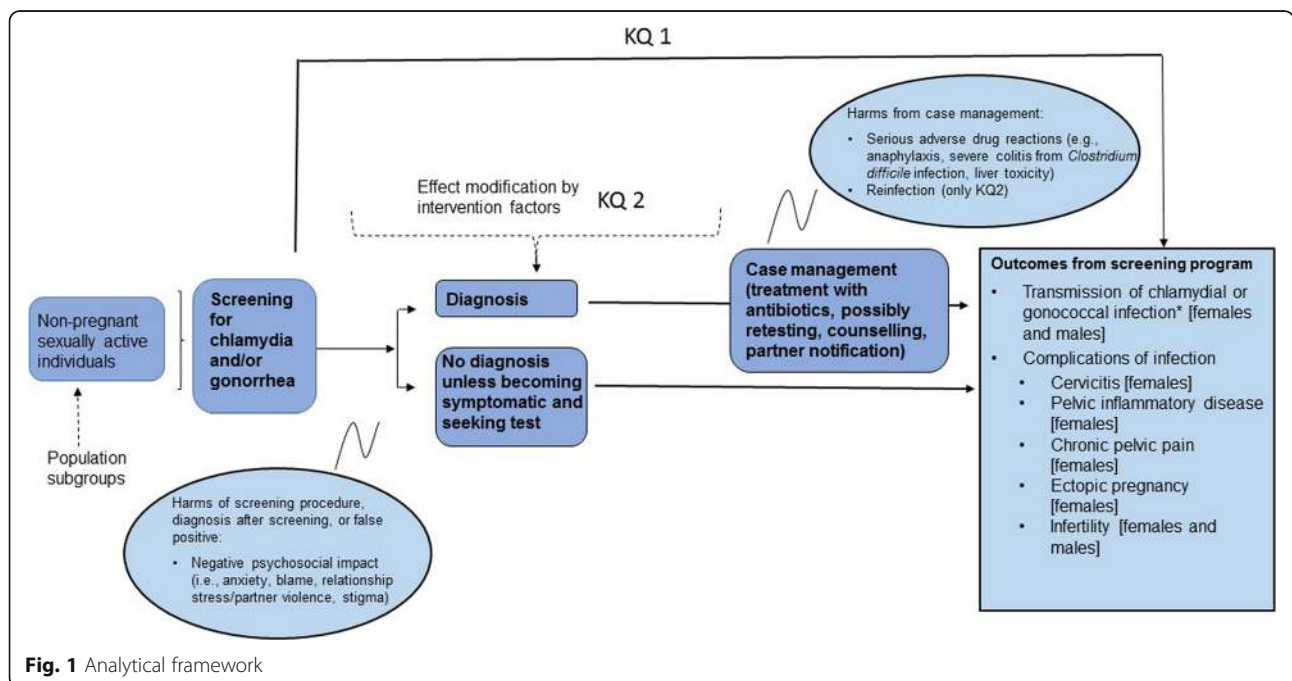 KQ 1
Harms from case management:
• Serious adverse drug reactions (e.g.,
anaphylaxis, severe colitis from Clostridium
difficile infection, liver toxicity)
• Reinfection (only KQ2)
Effect modification by
intervention factors
KQ 2
Non-pregnant
sexually active
individuals
Population
subgroups
Screening
for
chlamydia
and/or
gonorrhea
Diagnosis
No diagnosis
unless becoming
symptomatic and
seeking test
Case management
(treatment with
antibiotics, possibly
retesting, counselling,
partner notification)
Outcomes from screening program
• Transmission of chlamydial or
gonococcal infection* [females
and males]
• Complications of infection
• Cervicitis [females]
• Pelvic inflammatory disease
[females]
• Chronic pelvic pain
[females]
• Ectopic pregnancy
[females]
• Infertility [females and
males]
Harms of screening procedure,
diagnosis after screening, or false
positive:
• Negative psychosocial impact
(i.e., anxiety, blame, relationship
stress/partner violence, stigma)
Fig. 1 Analytical framework